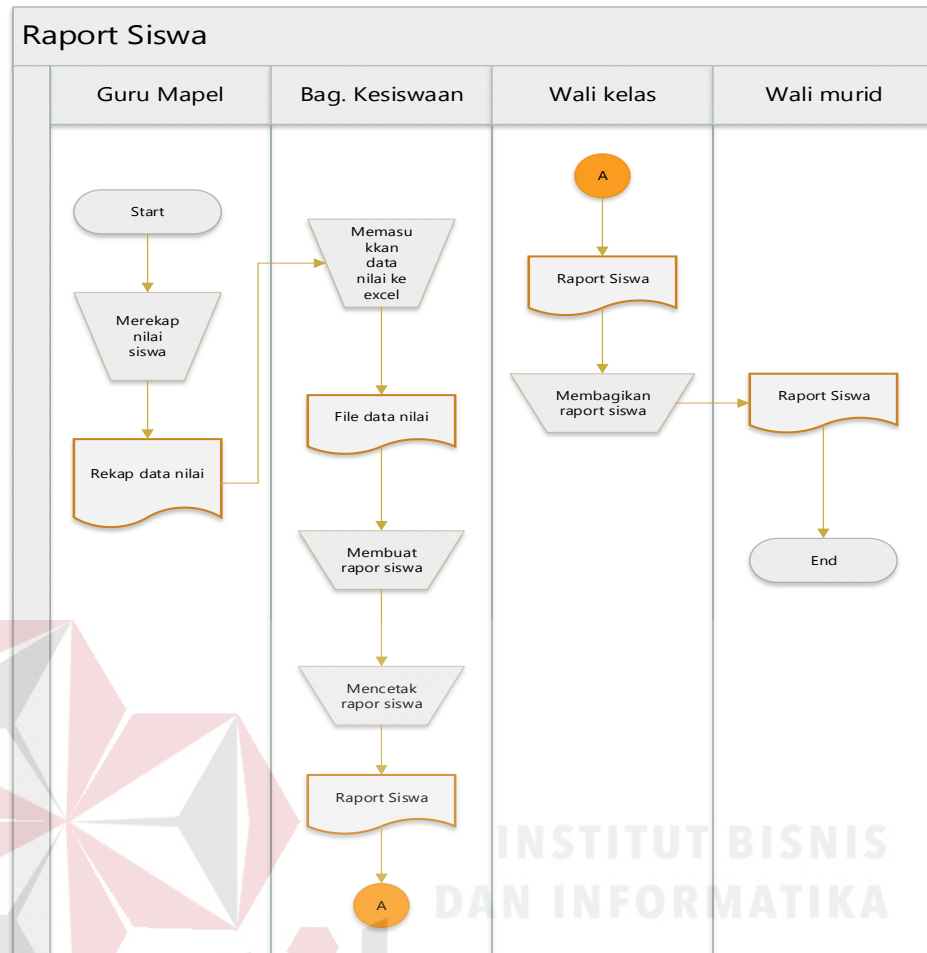 Raport Siswa
Guru Mapel
Bag. Kesiswaan
Wali kelas
Wali murid
Start
Merekap
nilai
siswa
Rekap data nilai
Memasu
kkan
data
nilai ke
excel
File data nilai
Membuat
rapor siswa
Mencetak
rapor siswa
Raport Siswa
A
A
Raport Siswa
Membagikan
raport siswa
Raport Siswa
End
INSTITUT BISNIS
DAN INFORMATIKA